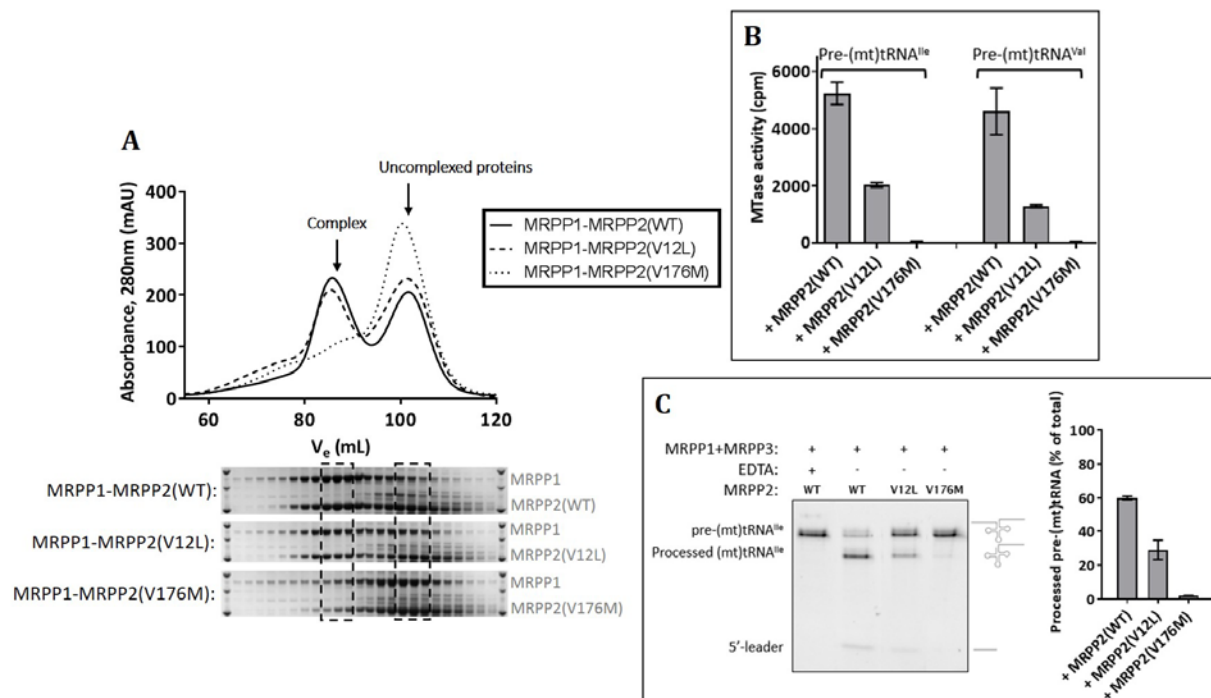 A
Absorbance, 280nm (mAU)
400
300
200
100
0
60
80
100
120
Ve (mL)
Complex
Uncomplexed proteins
MRPP1-MRPP2(WT)
MRPP1-MRPP2(V12L)
MRPP1-MRPP2(V176M)
MRPP1-MRPP2(WT):
MRPP1
MRPP2(WT)
MRPP1-MRPP2(V12L):
MRPP1
MRPP2(V12L)
MRPP1-MRPP2(V176M):
MRPP1
MRPP2(V176M)
B
Pre-(mt)tRNAIle
Pre-(mt)tRNAVal
MTase activity (cpm)
6000
4000
2000
0
+ MRPP2(WT)
+ MRPP2(V12L)
+ MRPP2(V176M)
+ MRPP2(WT)
+ MRPP2(V12L)
+ MRPP2(V176M)
C
MRPP1+MRPP3: + + + +
EDTA: + - - -
MRPP2: WT WT V12L V176M
pre-(mt)tRNAIle
Processed (mt)tRNAIle
5'-leader
Processed pre-(mt)tRNA (% of total)
100
80
60
40
20
0
+ MRPP2(WT)
+ MRPP2(V12L)
+ MRPP2(V176M)